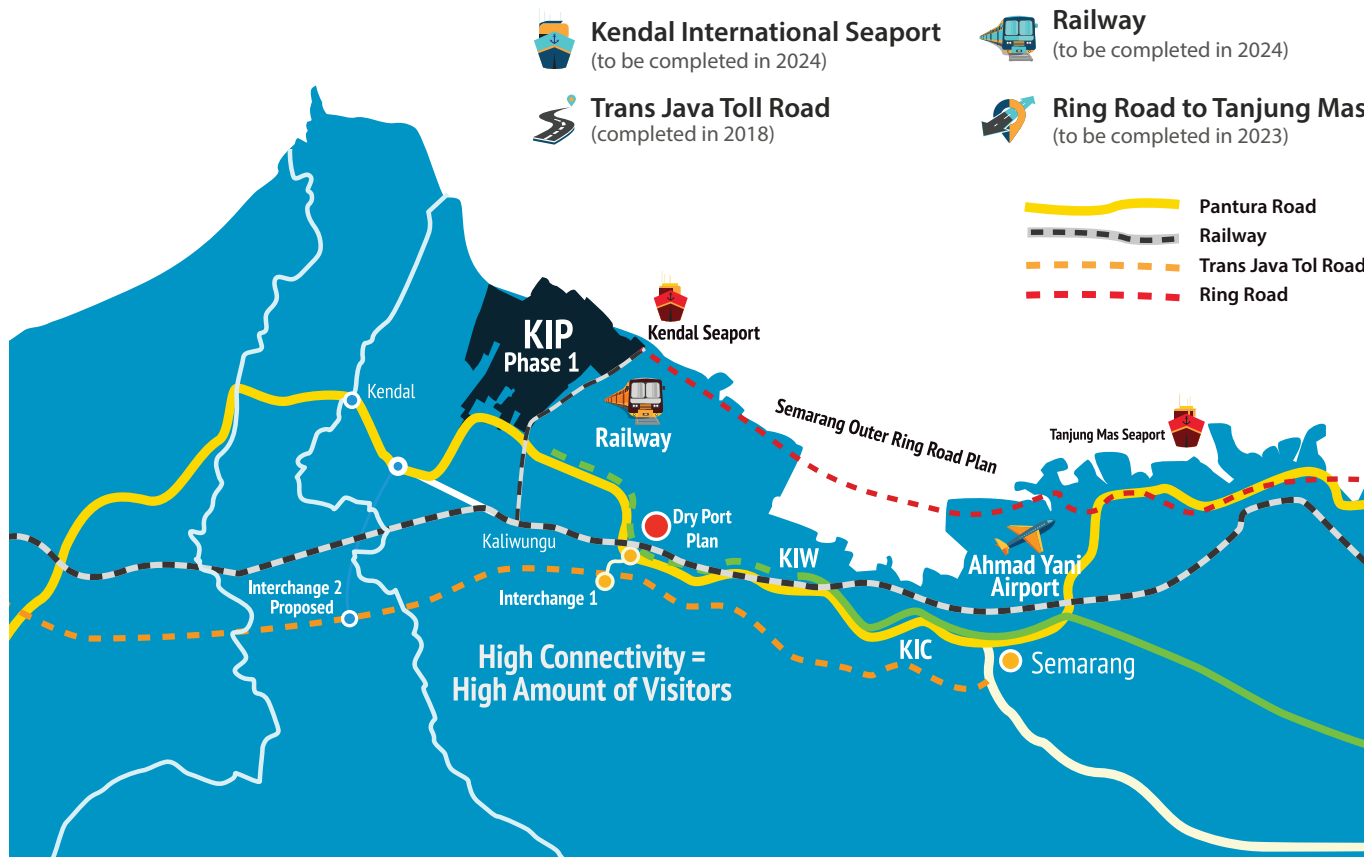 Kendal International Seaport
(to be completed in 2024)
Railway
(to be completed in 2024)
Trans Java Toll Road
(completed in 2018)
Ring Road to Tanjung Mas
(to be completed in 2023)
Pantura Road
Railway
Trans Java Tol Road
Ring Road
KIP
Phase 1
Kendal Seaport
Kendal
Railway
Semarang Outer Ring Road Plan
Tanjung Mas Seaport
Dry Port
Plan
Kaliwungu
KIW
Ahmad Yani
Airport
Interchange 2
Proposed
Interchange 1
KIC
High Connectivity =
High Amount of Visitors
Semarang